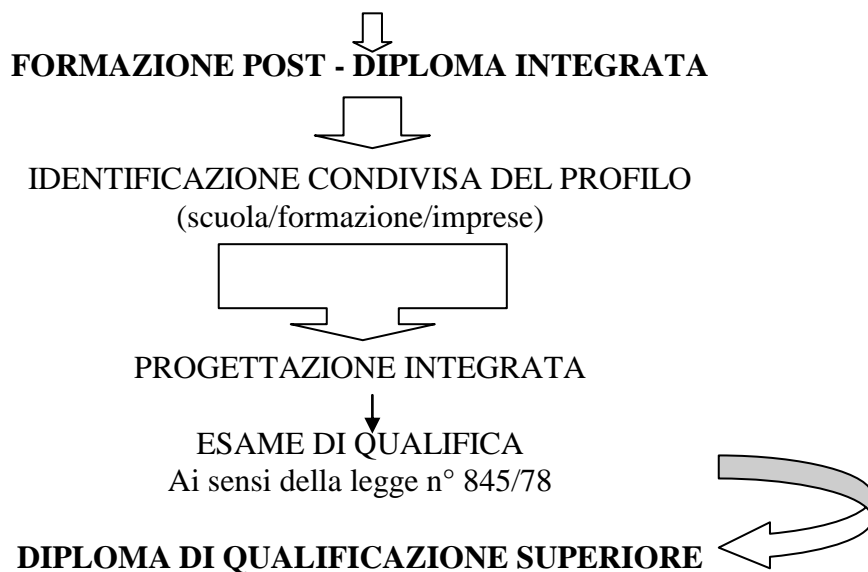 FORMAZIONE POST - DIPLOMA INTEGRATA
IDENTIFICAZIONE CONDIVISA DEL PROFILO
(scuola/formazione/imprese)
PROGETTAZIONE INTEGRATA
ESAME DI QUALIFICA
Ai sensi della legge n° 845/78
DIPLOMA DI QUALIFICAZIONE SUPERIORE